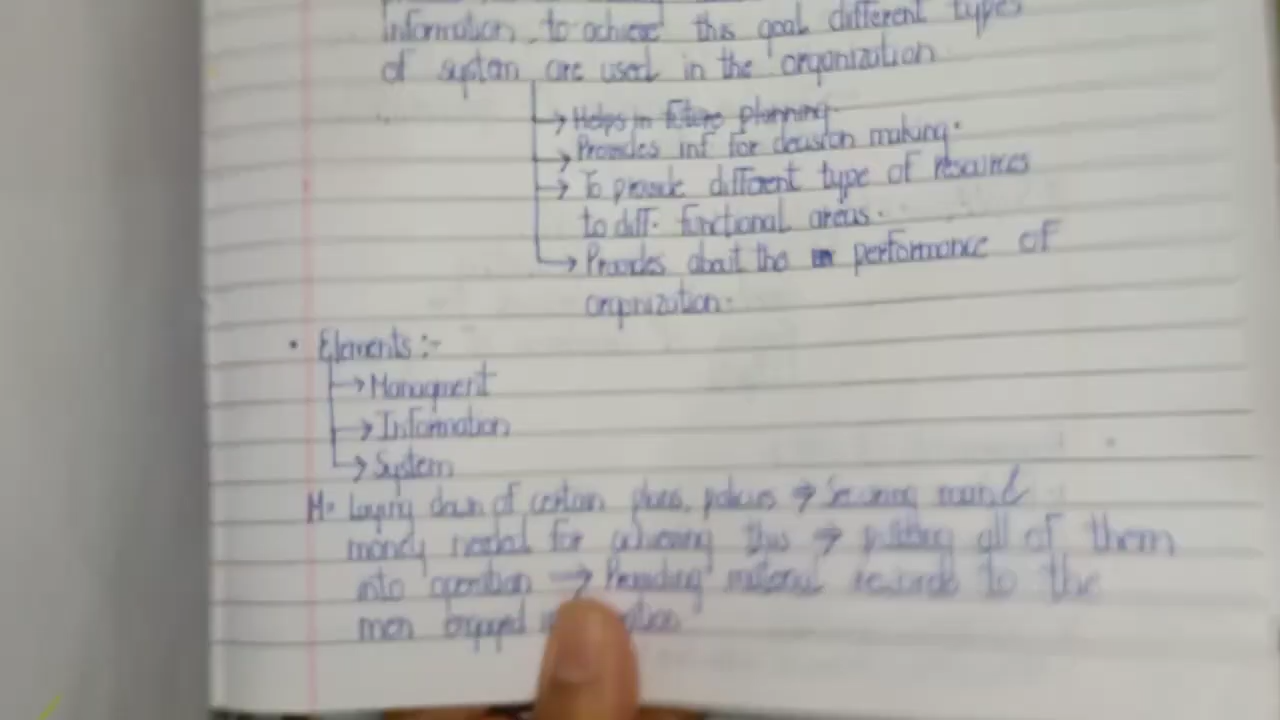 Information, to achieve this goal different types
of system are used in the organization
→ Helps in future planning.
→ Provides inf for decision making.
→ To provide different type of resources
to diff. functional areas.
→ Provides about the performance of
organization.
• Elements :-
→ Managment
→ Information
→ System
M- Laying down of certain plans, policies → Securing
money needed for achieving this → putting all of them
into operation → Providing material rewards to the
men engaged